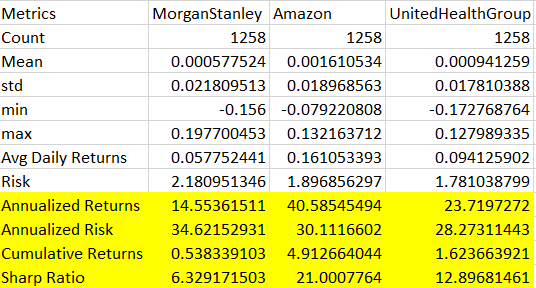 Metrics MorganStanley Amazon UnitedHealthGroup
Count 1258 1258 1258
Mean 0.000577524 0.001610534 0.000941259
std 0.021809513 0.018968563 0.017810388
min -0.156 -0.079220808 -0.172768764
max 0.197700453 0.132163712 0.127989335
Avg Daily Returns 0.057752441 0.161053393 0.094125902
Risk 2.180951346 1.896856297 1.781038799
Annualized Returns 14.55361511 40.58545494 23.7197272
Annualized Risk 34.62152931 30.1116602 28.27311443
Cumulative Returns 0.538339103 4.912664044 1.623663921
Sharp Ratio 6.329171503 21.0007764 12.89681461